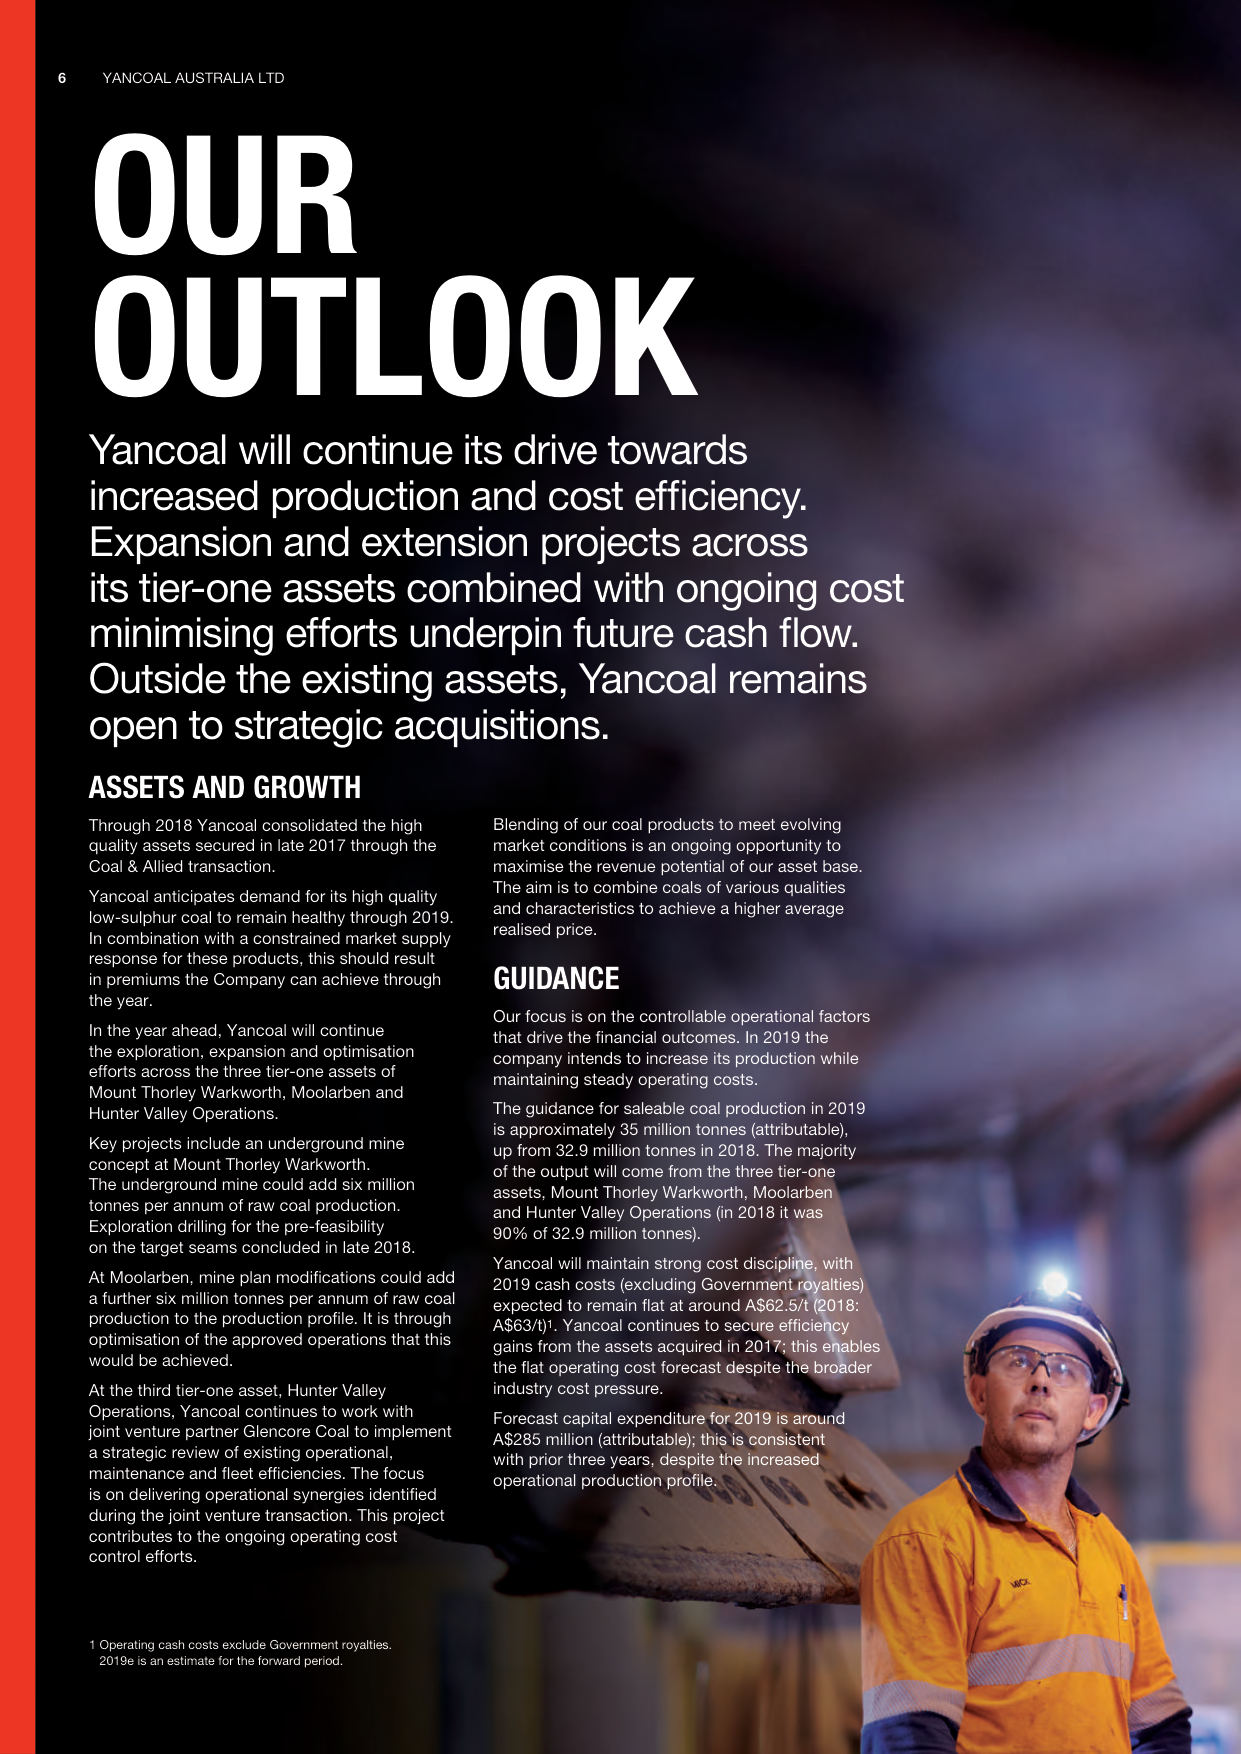 6 YANCOAL AUSTRALIA LTD
OUR
OUTLOOK
Yancoal will continue its drive towards
increased production and cost efficiency.
Expansion and extension projects across
its tier-one assets combined with ongoing cost
minimising efforts underpin future cash flow.
Outside the existing assets, Yancoal remains
open to strategic acquisitions.
ASSETS AND GROWTH
Through 2018 Yancoal consolidated the high
quality assets secured in late 2017 through the
Coal & Allied transaction.
Yancoal anticipates demand for its high quality
low-sulphur coal to remain healthy through 2019.
In combination with a constrained market supply
response for these products, this should result
in premiums the Company can achieve through
the year.
In the year ahead, Yancoal will continue
the exploration, expansion and optimisation
efforts across the three tier-one assets of
Mount Thorley Warkworth, Moolarben and
Hunter Valley Operations.
Key projects include an underground mine
concept at Mount Thorley Warkworth.
The underground mine could add six million
tonnes per annum of raw coal production.
Exploration drilling for the pre-feasibility
on the target seams concluded in late 2018.
At Moolarben, mine plan modifications could add
a further six million tonnes per annum of raw coal
production to the production profile. It is through
optimisation of the approved operations that this
would be achieved.
At the third tier-one asset, Hunter Valley
Operations, Yancoal continues to work with
joint venture partner Glencore Coal to implement
a strategic review of existing operational,
maintenance and fleet efficiencies. The focus
is on delivering operational synergies identified
during the joint venture transaction. This project
contributes to the ongoing operating cost
control efforts.
Blending of our coal products to meet evolving
market conditions is an ongoing opportunity to
maximise the revenue potential of our asset base.
The aim is to combine coals of various qualities
and characteristics to achieve a higher average
realised price.
GUIDANCE
Our focus is on the controllable operational factors
that drive the financial outcomes. In 2019 the
company intends to increase its production while
maintaining steady operating costs.
The guidance for saleable coal production in 2019
is approximately 35 million tonnes (attributable),
up from 32.9 million tonnes in 2018. The majority
of the output will come from the three tier-one
assets, Mount Thorley Warkworth, Moolarben
and Hunter Valley Operations (in 2018 it was
90% of 32.9 million tonnes).
Yancoal will maintain strong cost discipline, with
2019 cash costs (excluding Government royalties)
expected to remain flat at around A$62.5/t (2018:
A$63/t)1. Yancoal continues to secure efficiency
gains from the assets acquired in 2017; this enables
the flat operating cost forecast despite the broader
industry cost pressure.
Forecast capital expenditure for 2019 is around
A$285 million (attributable); this is consistent
with prior three years, despite the increased
operational production profile.
MICK
1 Operating cash costs exclude Government royalties.
2019e is an estimate for the forward period.